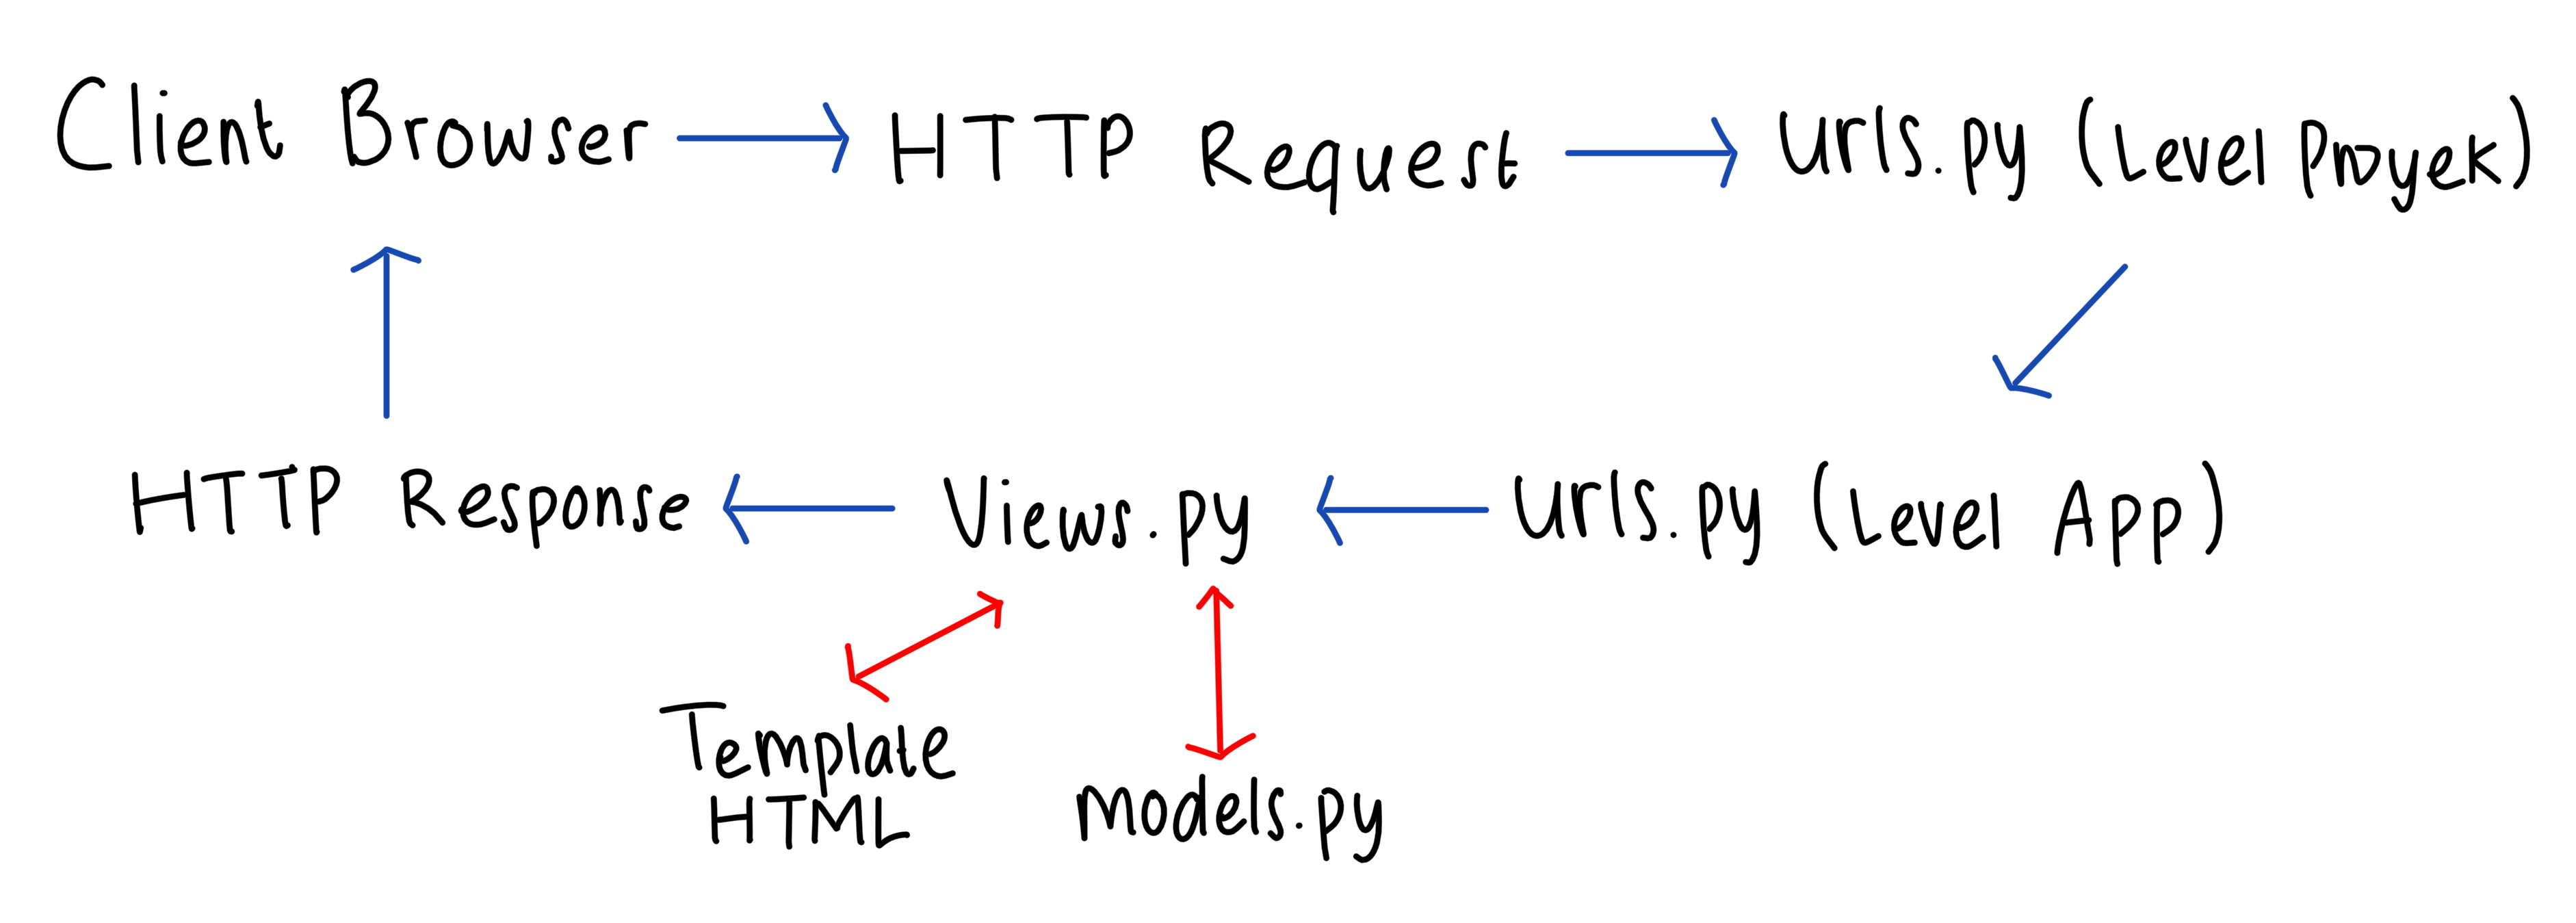 Client Browser
HTTP Request
Urls.py (Level Proyek)
HTTP Response
Views.py
Urls.py (Level App)
Template
HTML
models.py